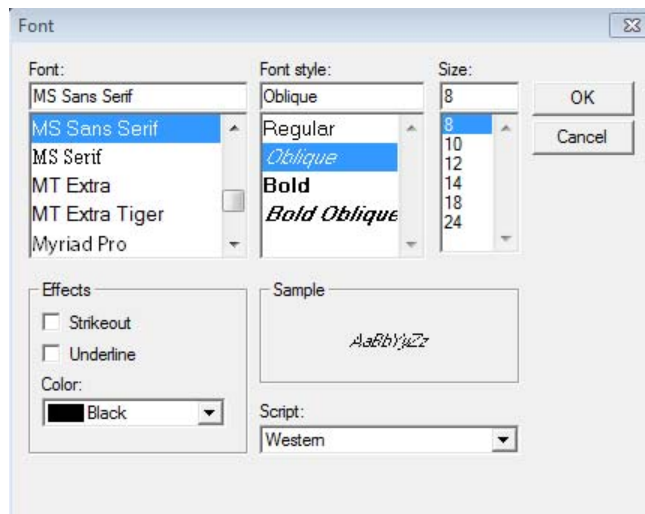 Font
Font:
MS Sans Serif
MS Sans Serif
MS Serif
MT Extra
MT Extra Tiger
Myriad Pro
Font style:
Oblique
Regular
Oblique
Bold
Bold Oblique
Size:
8
8
10
12
14
18
24
OK
Cancel
Effects
Strikeout
Underline
Color:
Black
Sample
AaBbYyZz
Script:
Western